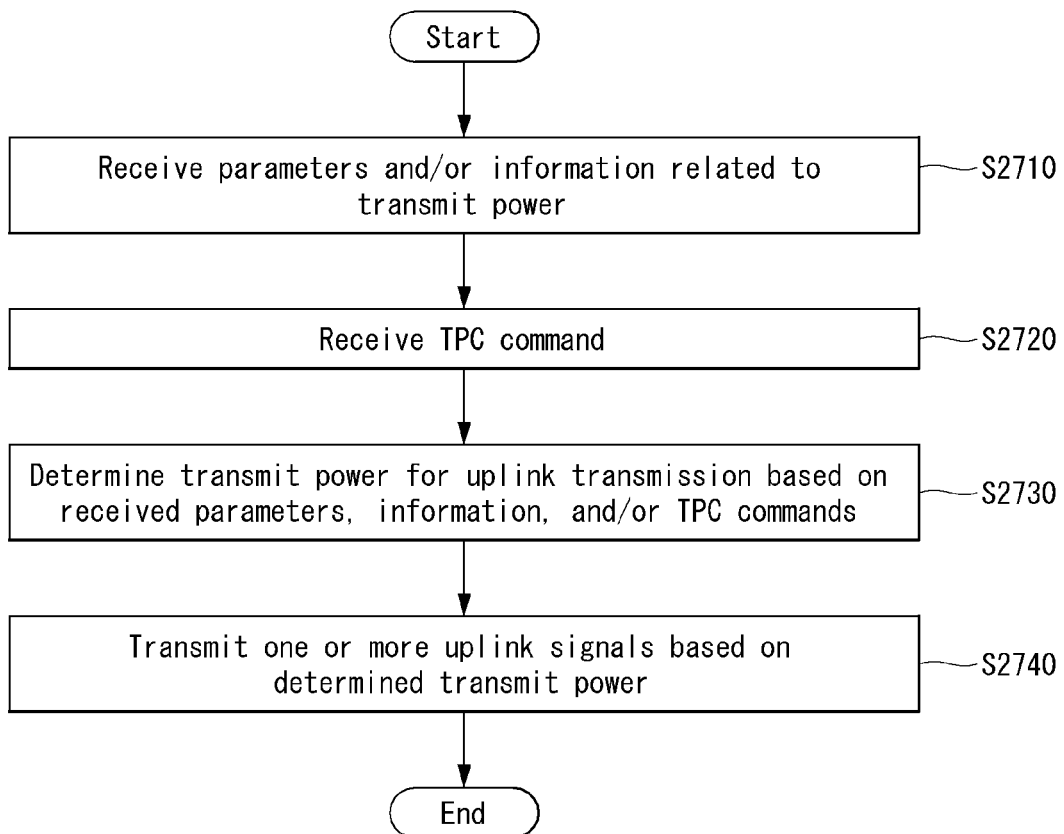 Start
Receive parameters and/or information related to
transmit power
S2710
Receive TPC command
S2720
Determine transmit power for uplink transmission based on
received parameters, information, and/or TPC commands
S2730
Transmit one or more uplink signals based on
determined transmit power
S2740
End